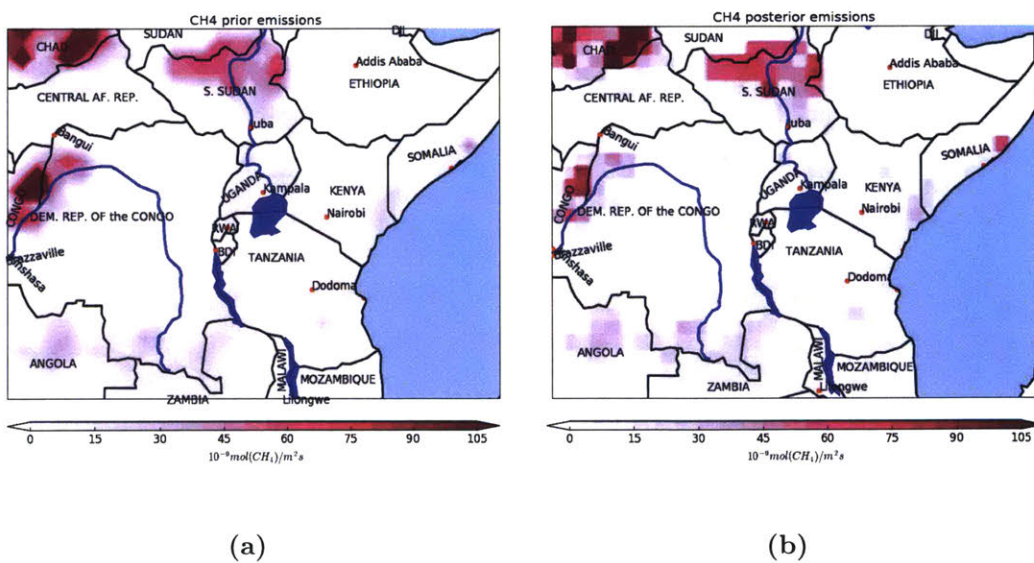 CH4 prior emissions
SUDAN
CHAD
DJI.
Addis Ababa
ETHIOPIA
CENTRAL AF. REP.
S. SUDAN
Juba
Bangui
SOMALIA
UGANDA
Kampala
KENYA
CONGO
DEM. REP. OF the CONGO
Nairobi
RWA
BDI
TANZANIA
Brazzaville
Kinshasa
Dodoma
ANGOLA
MALAWI
MOZAMBIQUE
ZAMBIA
Lilongwe
0 15 30 45 60 75 90 105
10⁻⁹mol(CH₄)/m²s
(a)
CH4 posterior emissions
SUDAN
CHAD
DJI.
Addis Ababa
ETHIOPIA
CENTRAL AF. REP.
S. SUDAN
Juba
Bangui
SOMALIA
UGANDA
Kampala
KENYA
CONGO
DEM. REP. OF the CONGO
Nairobi
RWA
BDI
TANZANIA
Brazzaville
Kinshasa
Dodoma
ANGOLA
MALAWI
MOZAMBIQUE
ZAMBIA
Lilongwe
0 15 30 45 60 75 90 105
10⁻⁹mol(CH₄)/m²s
(b)